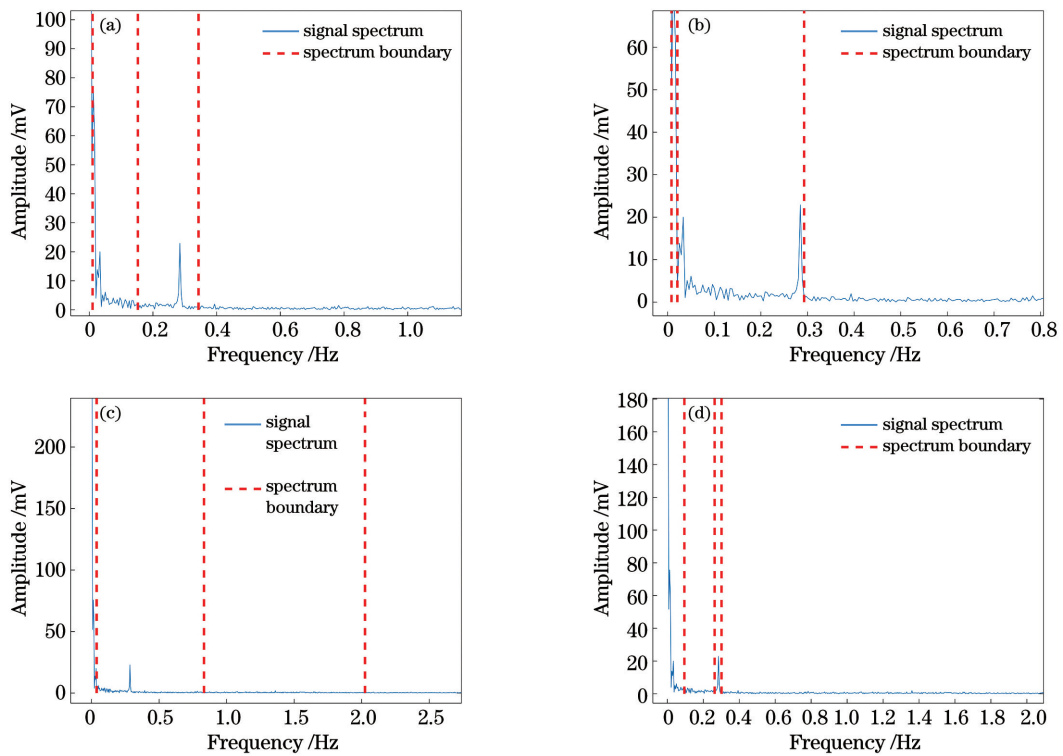 (a)
signal spectrum
spectrum boundary
100
90
80
70
60
50
40
30
20
10
0
Amplitude /mV
0
0.2
0.4
0.6
0.8
1.0
Frequency /Hz
(b)
signal spectrum
spectrum boundary
60
50
40
30
20
10
0
Amplitude /mV
0
0.1
0.2
0.3
0.4
0.5
0.6
0.7
0.8
Frequency /Hz
(c)
signal
spectrum
spectrum
boundary
200
150
100
50
0
Amplitude /mV
0
0.5
1.0
1.5
2.0
2.5
Frequency /Hz
(d)
signal spectrum
spectrum boundary
180
160
140
120
100
80
60
40
20
0
Amplitude /mV
0
0.2
0.4
0.6
0.8
1.0
1.2
1.4
1.6
1.8
2.0
Frequency /Hz